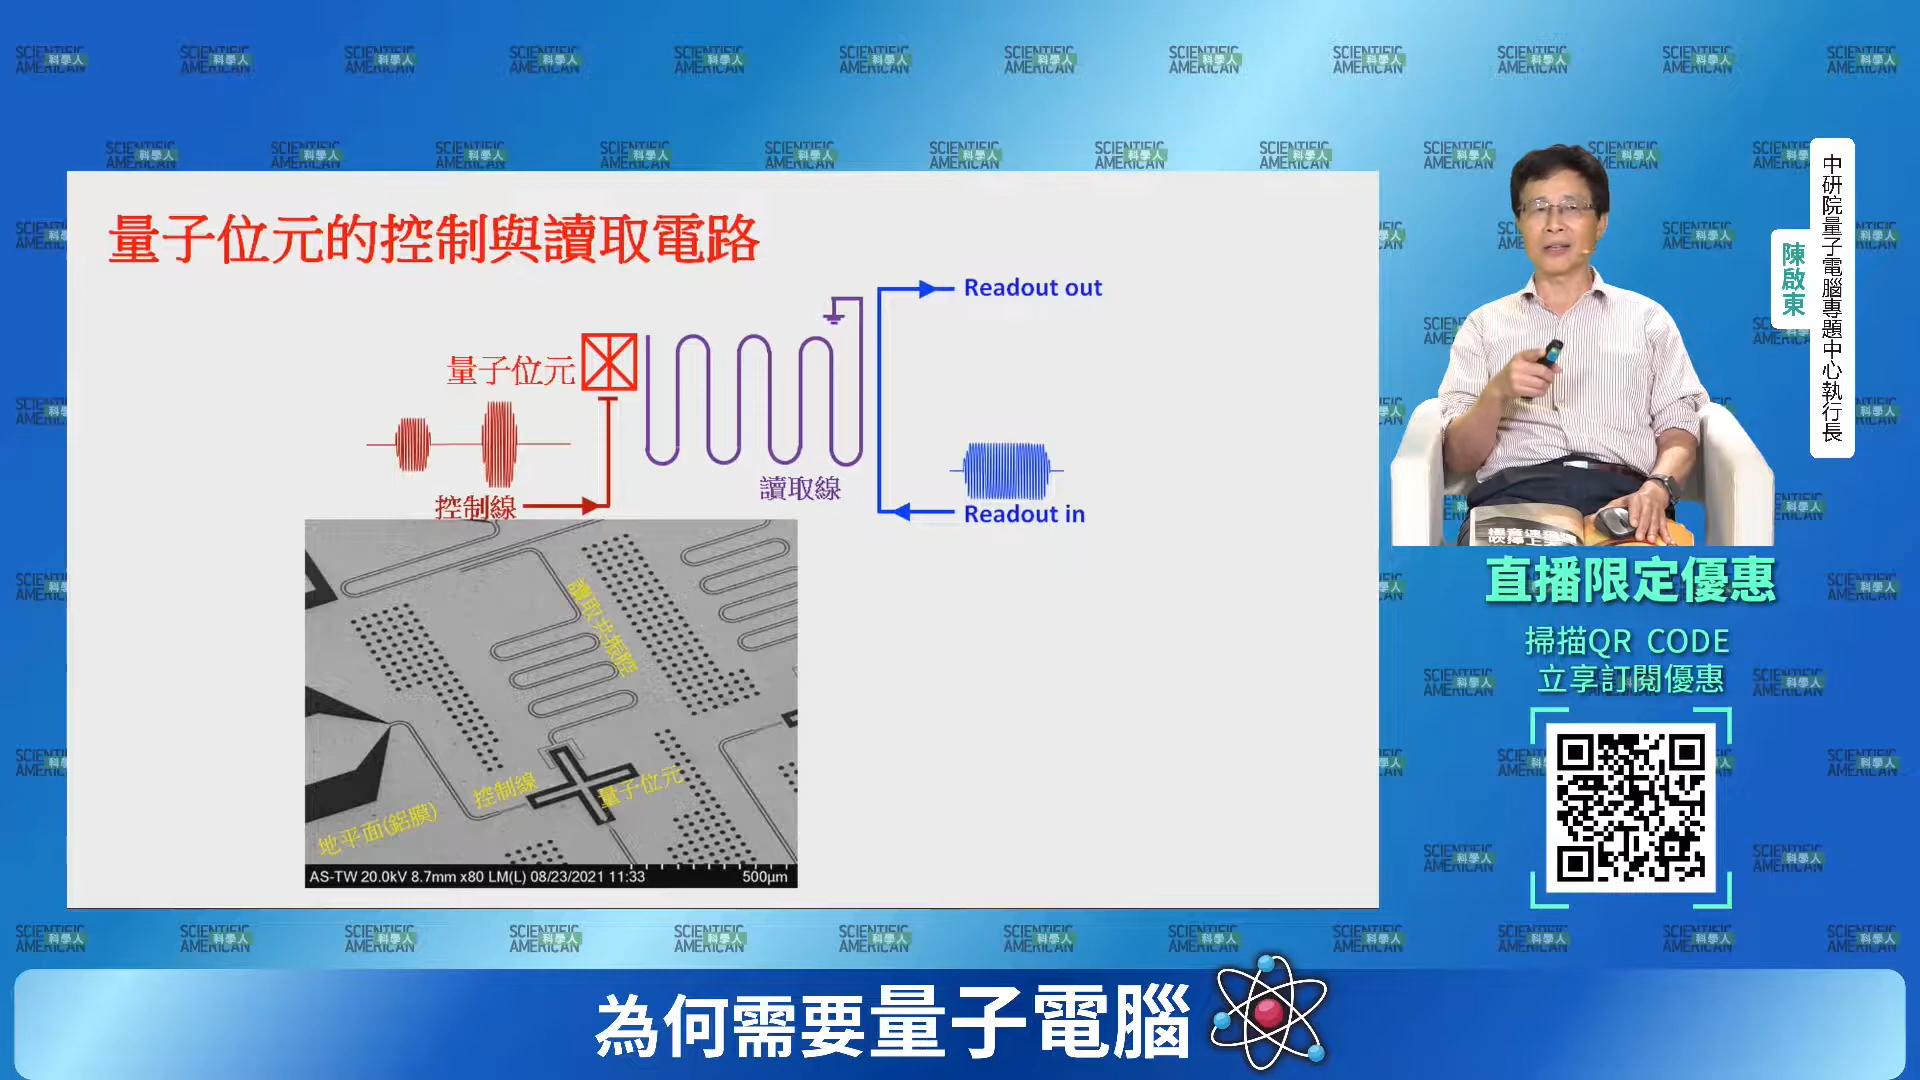 SCIENTIFIC AMERICAN 科學人
量子位元的控制與讀取電路
Readout out
量子位元
讀取線
控制線
Readout in
讀取共振腔
控制線
量子位元
地平面(鋁膜)
AS-TW 20.0kV 8.7mm x80 LM(L) 08/23/2021 11:33
500μm
中研院量子電腦專題中心執行長
陳啟東
直播限定優惠
掃描QR CODE
立享訂閱優惠
為何需要量子電腦